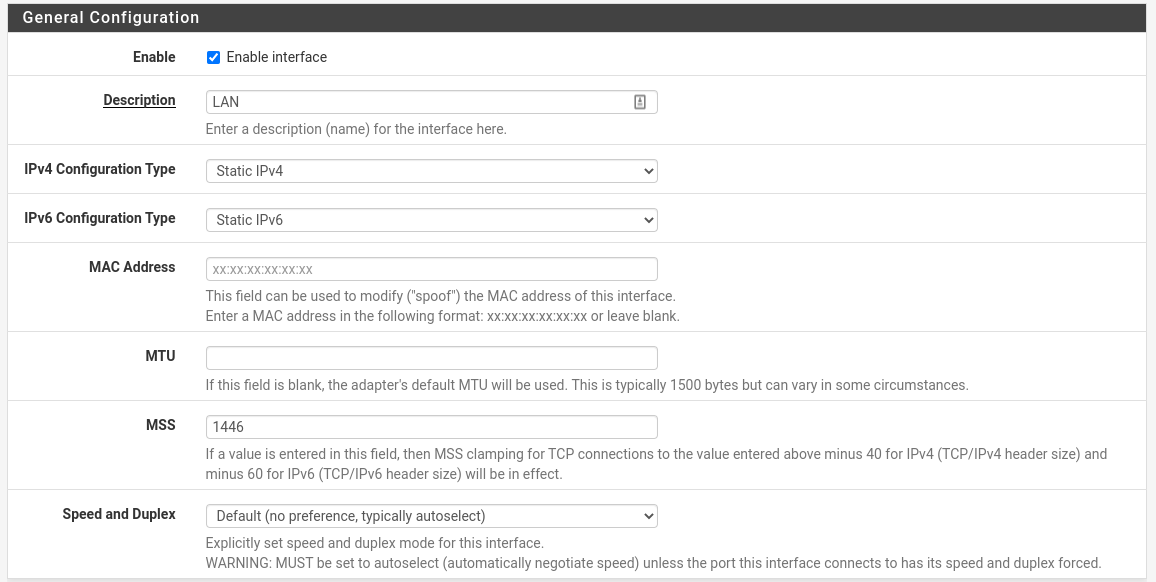 General Configuration
Enable
Enable interface
Description
LAN
Enter a description (name) for the interface here.
IPv4 Configuration Type
Static IPv4
IPv6 Configuration Type
Static IPv6
MAC Address
xx:xx:xx:xx:xx:xx
This field can be used to modify ("spoof") the MAC address of this interface.
Enter a MAC address in the following format: xx:xx:xx:xx:xx:xx or leave blank.
MTU
If this field is blank, the adapter's default MTU will be used. This is typically 1500 bytes but can vary in some circumstances.
MSS
1446
If a value is entered in this field, then MSS clamping for TCP connections to the value entered above minus 40 for IPv4 (TCP/IPv4 header size) and
minus 60 for IPv6 (TCP/IPv6 header size) will be in effect.
Speed and Duplex
Default (no preference, typically autoselect)
Explicitly set speed and duplex mode for this interface.
WARNING: MUST be set to autoselect (automatically negotiate speed) unless the port this interface connects to has its speed and duplex forced.